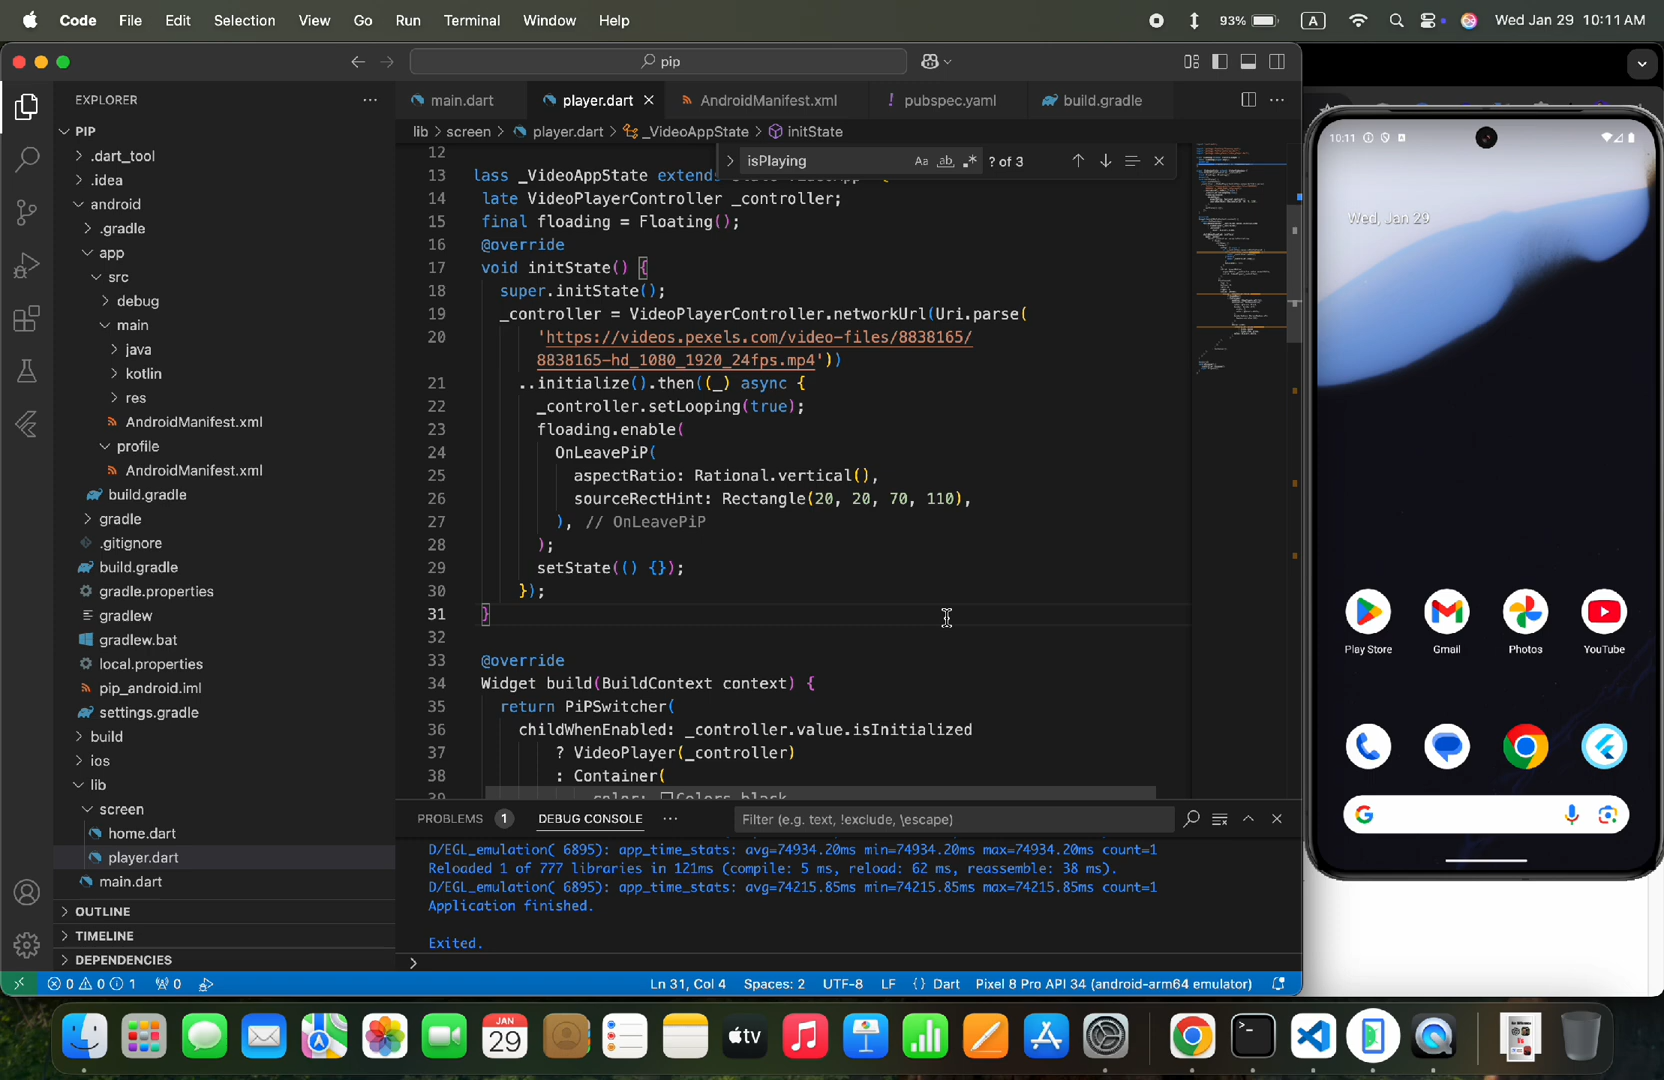 Code File Edit Selection View Go Run Terminal Window Help
93% A Wed Jan 29 10:11 AM
pip
EXPLORER
PIP
.dart_tool
.idea
android
.gradle
app
src
debug
main
java
kotlin
res
AndroidManifest.xml
profile
AndroidManifest.xml
build.gradle
gradle
.gitignore
build.gradle
gradle.properties
gradlew
gradlew.bat
local.properties
pip_android.iml
settings.gradle
build
ios
lib
screen
home.dart
player.dart
main.dart
OUTLINE
TIMELINE
DEPENDENCIES
main.dart player.dart AndroidManifest.xml pubspec.yaml build.gradle
lib > screen > player.dart > _VideoAppState > initState
isPlaying Aa ab ? of 3
12
13 lass _VideoAppState extends
14 late VideoPlayerController _controller;
15 final floading = Floating();
16 @override
17 void initState() {
18 super.initState();
19 _controller = VideoPlayerController.networkUrl(Uri.parse(
20 'https://videos.pexels.com/video-files/8838165/
8838165-hd_1080_1920_24fps.mp4'))
21 ..initialize().then((_) async {
22 _controller.setLooping(true);
23 floading.enable(
24 OnLeavePiP(
25 aspectRatio: Rational.vertical(),
26 sourceRectHint: Rectangle(20, 20, 70, 110),
27 ), // OnLeavePiP
28 );
29 setState(() {});
30 });
31 }
32
33 @override
34 Widget build(BuildContext context) {
35 return PiPSwitcher(
36 childWhenEnabled: _controller.value.isInitialized
37 ? VideoPlayer(_controller)
38 : Container(
39 color: Colors.black
PROBLEMS 1 DEBUG CONSOLE Filter (e.g. text, !exclude, \escape)
D/EGL_emulation( 6895): app_time_stats: avg=74934.20ms min=74934.20ms max=74934.20ms count=1
Reloaded 1 of 777 libraries in 121ms (compile: 5 ms, reload: 62 ms, reassemble: 38 ms).
D/EGL_emulation( 6895): app_time_stats: avg=74215.85ms min=74215.85ms max=74215.85ms count=1
Application finished.
Exited.
0 0 1 0 Ln 31, Col 4 Spaces: 2 UTF-8 LF {} Dart Pixel 8 Pro API 34 (android-arm64 emulator)
10:11
Wed, Jan 29
Play Store Gmail Photos YouTube
JAN
29
tv